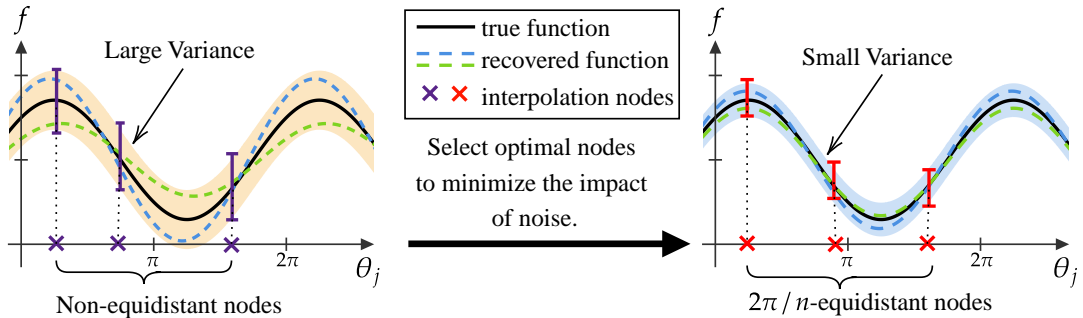 f
Large Variance
π
2π
θj
Non-equidistant nodes
true function
recovered function
interpolation nodes
Select optimal nodes
to minimize the impact
of noise.
f
Small Variance
π
2π
θj
2π / n-equidistant nodes